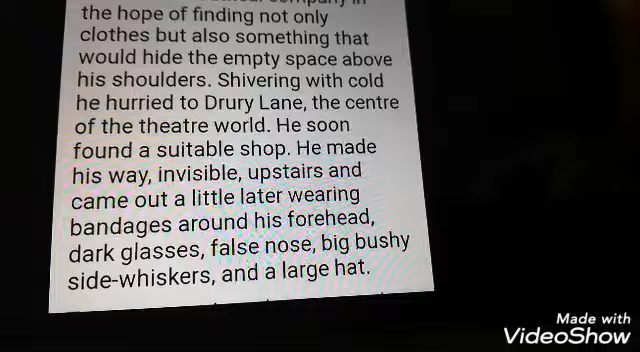 company in
the hope of finding not only
clothes but also something that
would hide the empty space above
his shoulders. Shivering with cold
he hurried to Drury Lane, the centre
of the theatre world. He soon
found a suitable shop. He made
his way, invisible, upstairs and
came out a little later wearing
bandages around his forehead,
dark glasses, false nose, big bushy
side-whiskers, and a large hat.
Made with
VideoShow